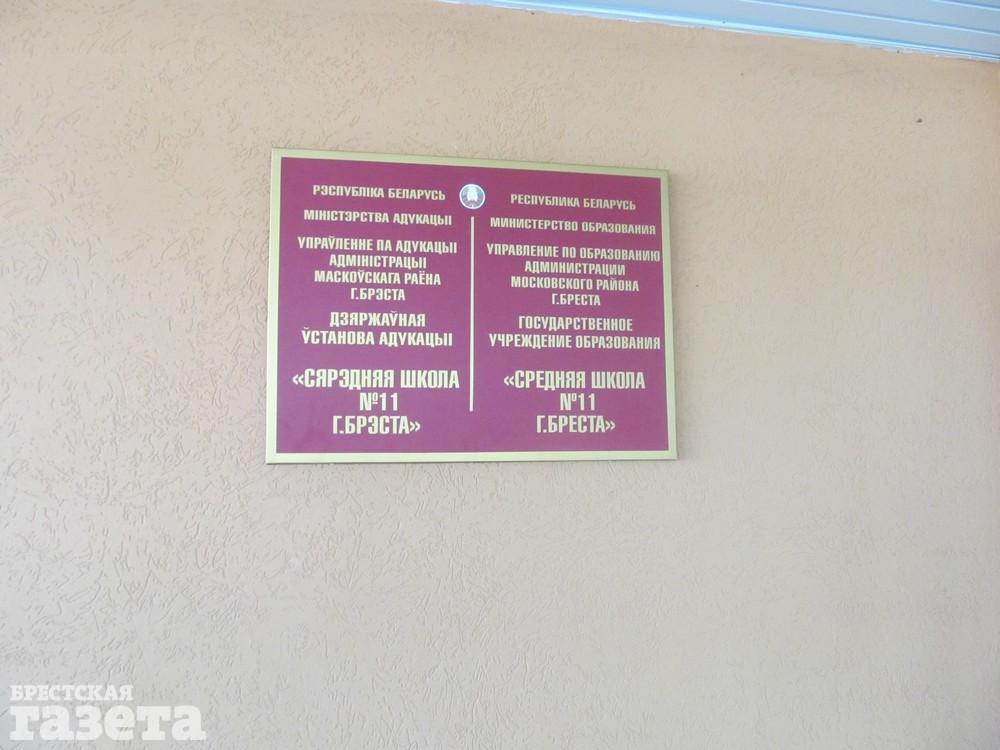 РЭСПУБЛІКА БЕЛАРУСЬ
МІНІСТЭРСТВА АДУКАЦЫІ
УПРАЎЛЕННЕ ПА АДУКАЦЫІ
АДМІНІСТРАЦЫІ
МАСКОЎСКАГА РАЁНА
Г.БРЭСТА
ДЗЯРЖАЎНАЯ
ЎСТАНОВА АДУКАЦЫІ
«СЯРЭДНЯЯ ШКОЛА
№11
Г.БРЭСТА»
РЕСПУБЛИКА БЕЛАРУСЬ
МИНИСТЕРСТВО ОБРАЗОВАНИЯ
УПРАВЛЕНИЕ ПО ОБРАЗОВАНИЮ
АДМИНИСТРАЦИИ
МОСКОВСКОГО РАЙОНА
Г.БРЕСТА
ГОСУДАРСТВЕННОЕ
УЧРЕЖДЕНИЕ ОБРАЗОВАНИЯ
«СРЕДНЯЯ ШКОЛА
№11
Г.БРЕСТА»
БРЕСТСКАЯ
газета